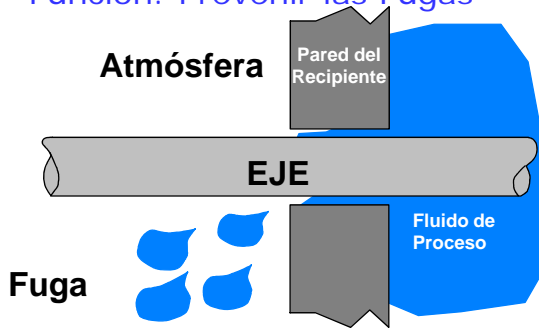 Función: Prevenir las Fugas
Atmósfera
Pared del
Recipiente
EJE
Fluido de
Proceso
Fuga